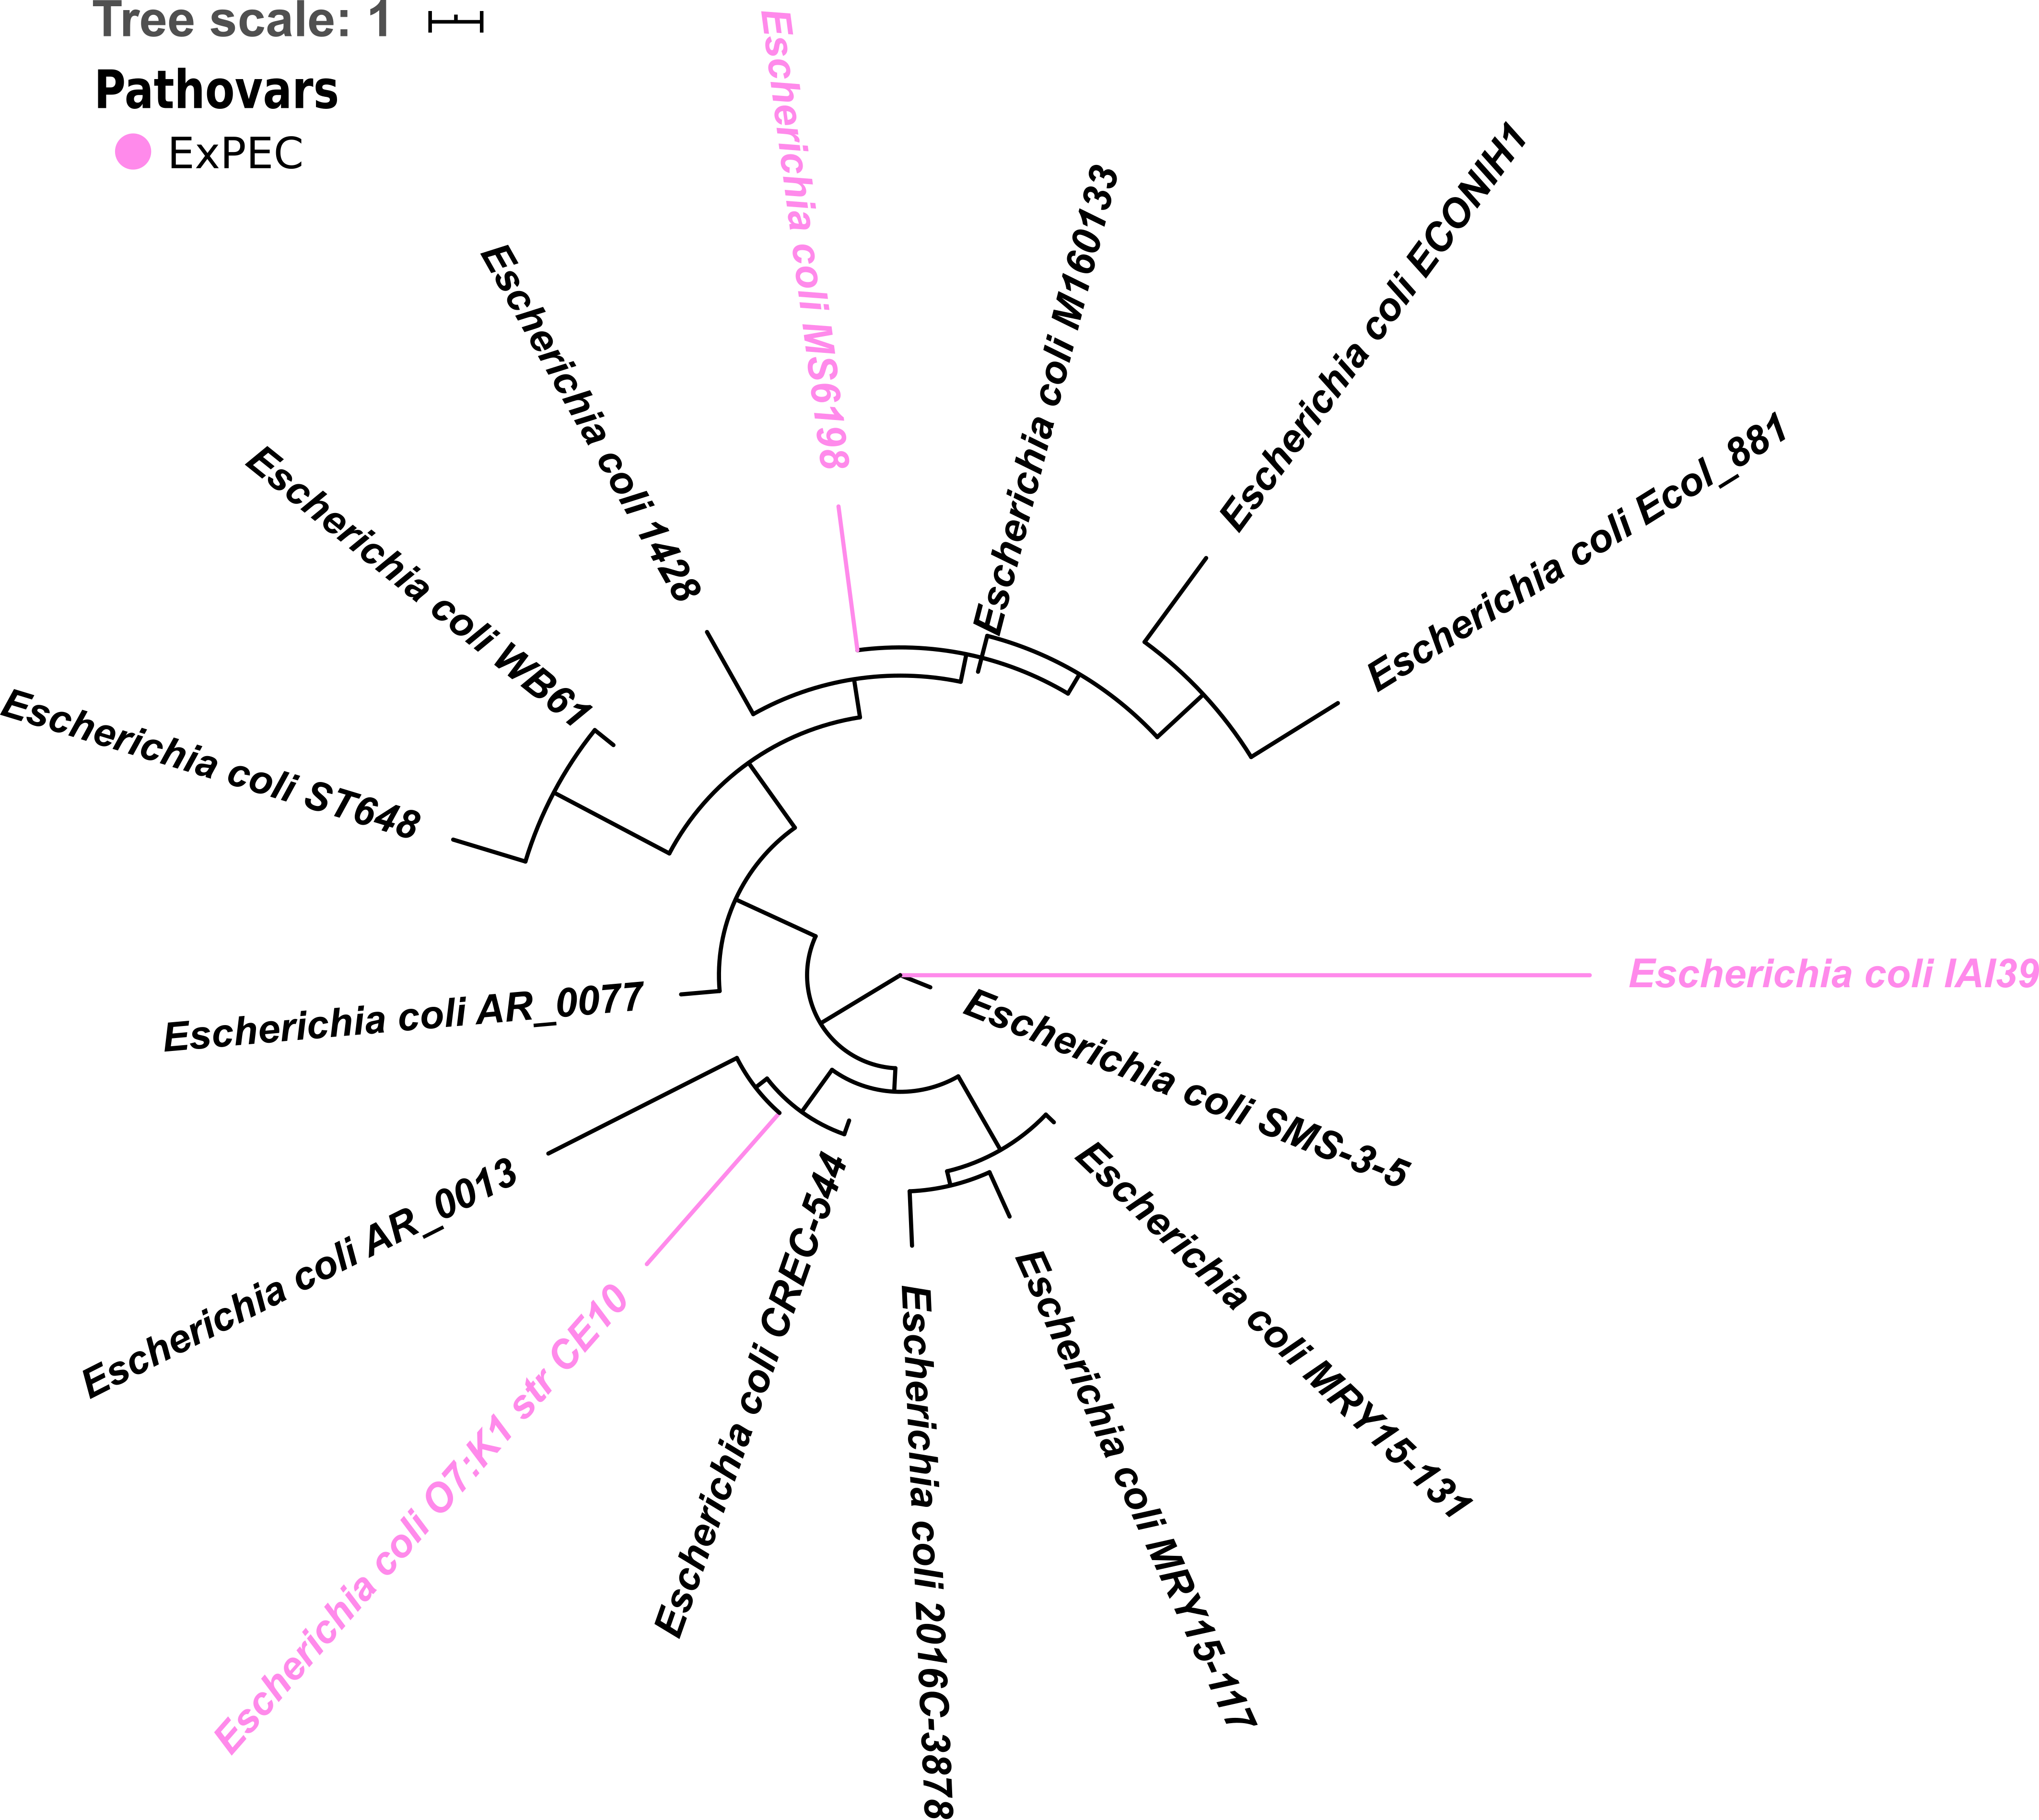 Tree scale: 1
Pathovars
ExPEC
Escherichia coli MS6198
Escherichia coli M160133
Escherichia coli ECONIH1
Escherichia coli Ecol_881
Escherichia coli 1428
Escherichia coli WB61
Escherichia coli ST648
Escherichia coli IAI39
Escherichia coli AR_0077
Escherichia coli SMS-3-5
Escherichia coli AR_0013
Escherichia coli MRY15-131
Escherichia coli O7:K1 str CE10
Escherichia coli CREC-544
Escherichia coli MRY15-117
Escherichia coli 2016C-3878